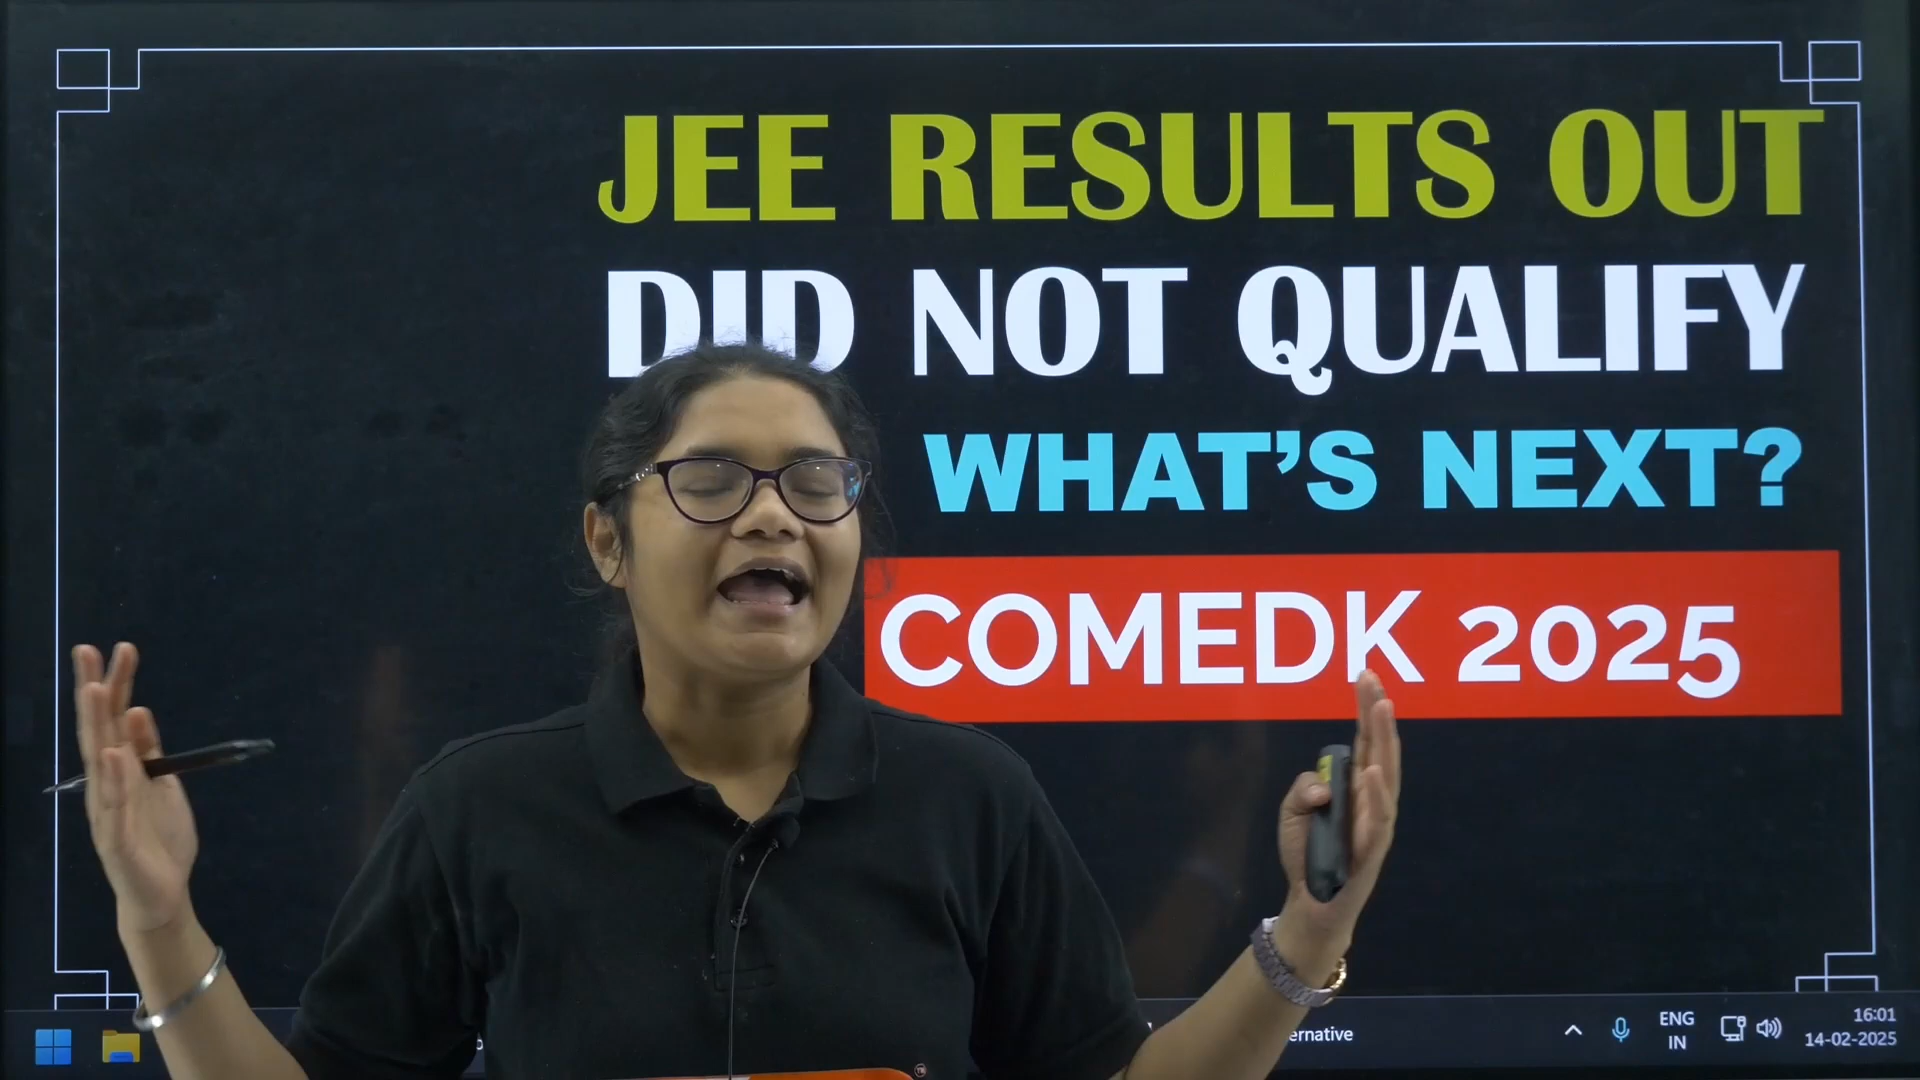 JEE RESULTS OUT
DID NOT QUALIFY
WHAT'S NEXT?
COMEDK 2025
ernative
ENG
IN
16:01
14-02-2025